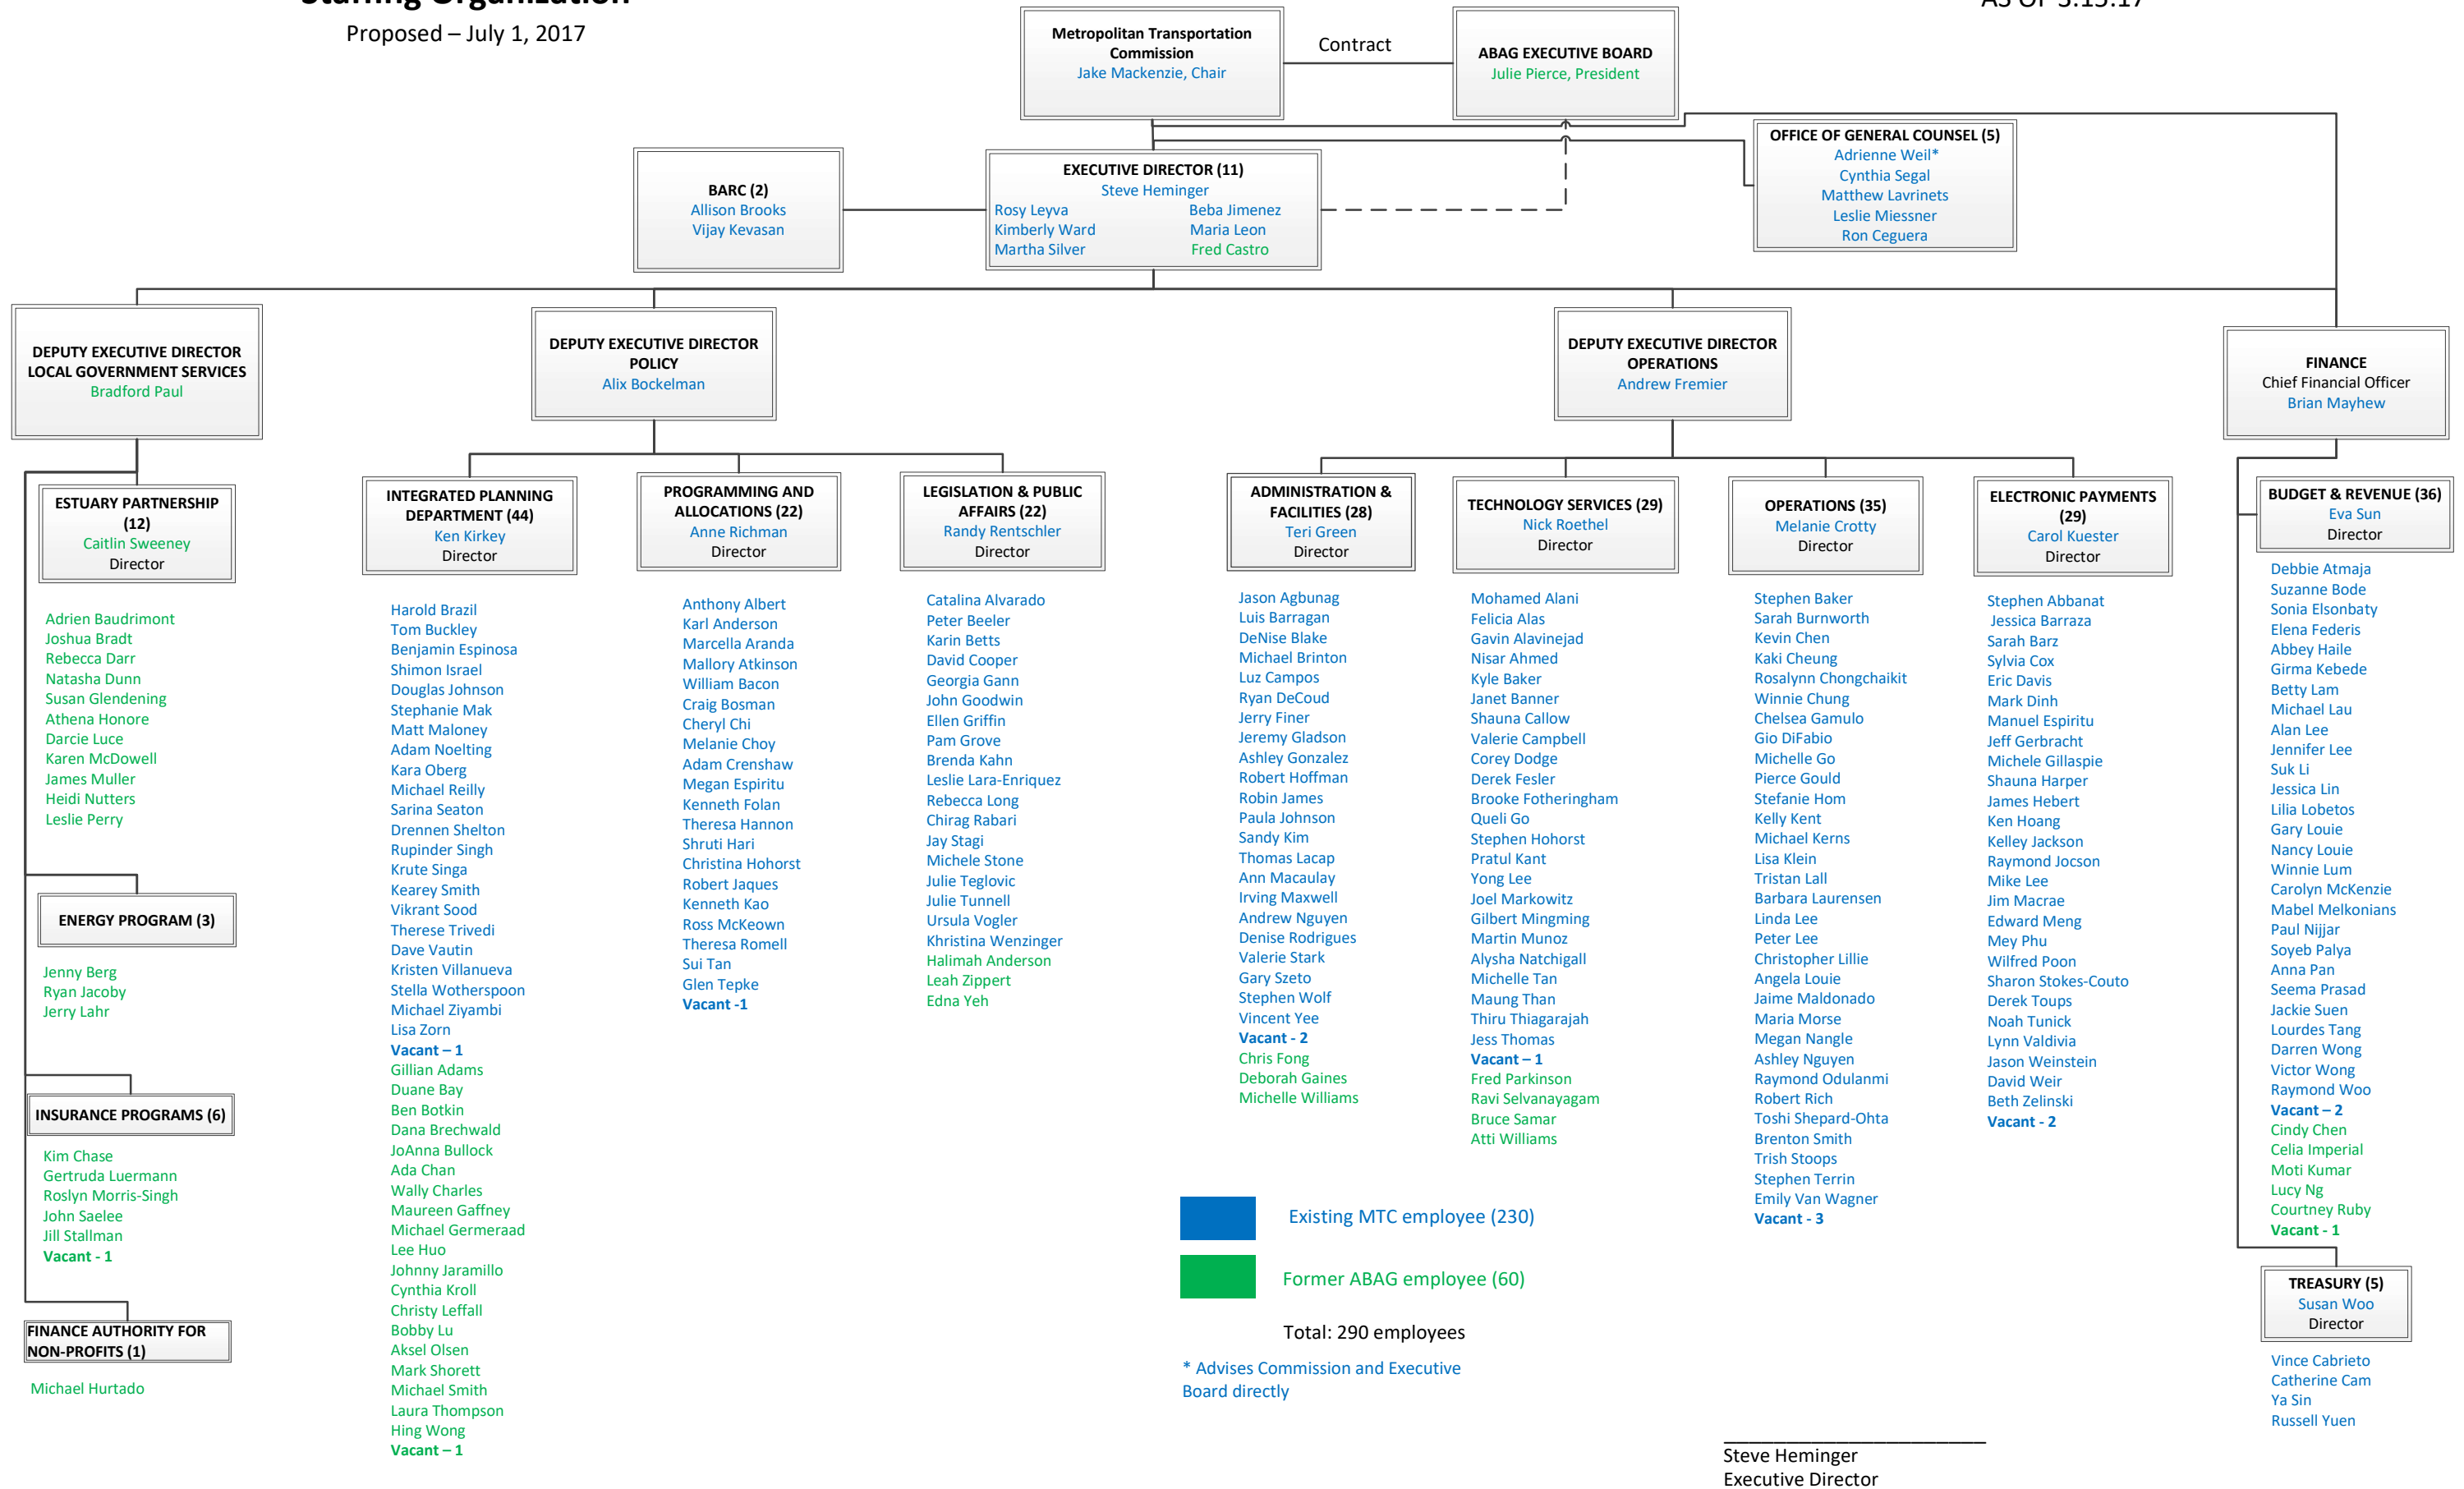 Staffing Organization
Proposed – July 1, 2017
Metropolitan Transportation
Commission
Jake Mackenzie, Chair
Contract
ABAG EXECUTIVE BOARD
Julie Pierce, President
OFFICE OF GENERAL COUNSEL (5)
Adrienne Weil*
Cynthia Segal
Matthew Lavrinets
Leslie Miessner
Ron Ceguera
BARC (2)
Allison Brooks
Vijay Kevasan
EXECUTIVE DIRECTOR (11)
Steve Heminger
Rosy Leyva
Kimberly Ward
Martha Silver
Beba Jimenez
Maria Leon
Fred Castro
DEPUTY EXECUTIVE DIRECTOR
LOCAL GOVERNMENT SERVICES
Bradford Paul
DEPUTY EXECUTIVE DIRECTOR
POLICY
Alix Bockelman
DEPUTY EXECUTIVE DIRECTOR
OPERATIONS
Andrew Fremier
FINANCE
Chief Financial Officer
Brian Mayhew
ESTUARY PARTNERSHIP
(12)
Caitlin Sweeney
Director
Adrien Baudrimont
Joshua Bradt
Rebecca Darr
Natasha Dunn
Susan Glendening
Athena Honore
Darcie Luce
Karen McDowell
James Muller
Heidi Nutters
Leslie Perry
ENERGY PROGRAM (3)
Jenny Berg
Ryan Jacoby
Jerry Lahr
INSURANCE PROGRAMS (6)
Kim Chase
Gertruda Luermann
Roslyn Morris-Singh
John Saelee
Jill Stallman
Vacant - 1
FINANCE AUTHORITY FOR
NON-PROFITS (1)
Michael Hurtado
INTEGRATED PLANNING
DEPARTMENT (44)
Ken Kirkey
Director
Harold Brazil
Tom Buckley
Benjamin Espinosa
Shimon Israel
Douglas Johnson
Stephanie Mak
Matt Maloney
Adam Noelting
Kara Oberg
Michael Reilly
Sarina Seaton
Drennen Shelton
Rupinder Singh
Krute Singa
Kearey Smith
Vikrant Sood
Therese Trivedi
Dave Vautin
Kristen Villanueva
Stella Wotherspoon
Michael Ziyambi
Lisa Zorn
Vacant – 1
Gillian Adams
Duane Bay
Ben Botkin
Dana Brechwald
JoAnna Bullock
Ada Chan
Wally Charles
Maureen Gaffney
Michael Germeraad
Lee Huo
Johnny Jaramillo
Cynthia Kroll
Christy Leffall
Bobby Lu
Aksel Olsen
Mark Shorett
Michael Smith
Laura Thompson
Hing Wong
Vacant – 1
PROGRAMMING AND
ALLOCATIONS (22)
Anne Richman
Director
Anthony Albert
Karl Anderson
Marcella Aranda
Mallory Atkinson
William Bacon
Craig Bosman
Cheryl Chi
Melanie Choy
Adam Crenshaw
Megan Espiritu
Kenneth Folan
Theresa Hannon
Shruti Hari
Christina Hohorst
Robert Jaques
Kenneth Kao
Ross McKeown
Theresa Romell
Sui Tan
Glen Tepke
Vacant -1
LEGISLATION & PUBLIC
AFFAIRS (22)
Randy Rentschler
Director
Catalina Alvarado
Peter Beeler
Karin Betts
David Cooper
Georgia Gann
John Goodwin
Ellen Griffin
Pam Grove
Brenda Kahn
Leslie Lara-Enriquez
Rebecca Long
Chirag Rabari
Jay Stagi
Michele Stone
Julie Teglovic
Julie Tunnell
Ursula Vogler
Khristina Wenzinger
Halimah Anderson
Leah Zippert
Edna Yeh
ADMINISTRATION &
FACILITIES (28)
Teri Green
Director
Jason Agbunag
Luis Barragan
DeNise Blake
Michael Brinton
Luz Campos
Ryan DeCoud
Jerry Finer
Jeremy Gladson
Ashley Gonzalez
Robert Hoffman
Robin James
Paula Johnson
Sandy Kim
Thomas Lacap
Ann Macaulay
Irving Maxwell
Andrew Nguyen
Denise Rodrigues
Valerie Stark
Gary Szeto
Stephen Wolf
Vincent Yee
Vacant - 2
Chris Fong
Deborah Gaines
Michelle Williams
TECHNOLOGY SERVICES (29)
Nick Roethel
Director
Mohamed Alani
Felicia Alas
Gavin Alavinejad
Nisar Ahmed
Kyle Baker
Janet Banner
Shauna Callow
Valerie Campbell
Corey Dodge
Derek Fesler
Brooke Fotheringham
Queli Go
Stephen Hohorst
Pratul Kant
Yong Lee
Joel Markowitz
Gilbert Mingming
Martin Munoz
Alysha Natchigall
Michelle Tan
Maung Than
Thiru Thiagarajah
Jess Thomas
Vacant – 1
Fred Parkinson
Ravi Selvanayagam
Bruce Samar
Atti Williams
OPERATIONS (35)
Melanie Crotty
Director
Stephen Baker
Sarah Burnworth
Kevin Chen
Kaki Cheung
Rosalynn Chongchaikit
Winnie Chung
Chelsea Gamulo
Gio DiFabio
Michelle Go
Pierce Gould
Stefanie Hom
Kelly Kent
Michael Kerns
Lisa Klein
Tristan Lall
Barbara Laurensen
Linda Lee
Peter Lee
Christopher Lillie
Angela Louie
Jaime Maldonado
Maria Morse
Megan Nangle
Ashley Nguyen
Raymond Odulanmi
Robert Rich
Toshi Shepard-Ohta
Brenton Smith
Trish Stoops
Stephen Terrin
Emily Van Wagner
Vacant - 3
ELECTRONIC PAYMENTS
(29)
Carol Kuester
Director
Stephen Abbanat
Jessica Barraza
Sarah Barz
Sylvia Cox
Eric Davis
Mark Dinh
Manuel Espiritu
Jeff Gerbracht
Michele Gillaspie
Shauna Harper
James Hebert
Ken Hoang
Kelley Jackson
Raymond Jocson
Mike Lee
Jim Macrae
Edward Meng
Mey Phu
Wilfred Poon
Sharon Stokes-Couto
Derek Toups
Noah Tunick
Lynn Valdivia
Jason Weinstein
David Weir
Beth Zelinski
Vacant - 2
BUDGET & REVENUE (36)
Eva Sun
Director
Debbie Atmaja
Suzanne Bode
Sonia Elsonbaty
Elena Federis
Abbey Haile
Girma Kebede
Betty Lam
Michael Lau
Alan Lee
Jennifer Lee
Suk Li
Jessica Lin
Lilia Lobetos
Gary Louie
Nancy Louie
Winnie Lum
Carolyn McKenzie
Mabel Melkonians
Paul Nijjar
Soyeb Palya
Anna Pan
Seema Prasad
Jackie Suen
Lourdes Tang
Darren Wong
Victor Wong
Raymond Woo
Vacant – 2
Cindy Chen
Celia Imperial
Moti Kumar
Lucy Ng
Courtney Ruby
Vacant - 1
TREASURY (5)
Susan Woo
Director
Vince Cabrieto
Catherine Cam
Ya Sin
Russell Yuen
Existing MTC employee (230)
Former ABAG employee (60)
Total: 290 employees
* Advises Commission and Executive
Board directly
Steve Heminger
Executive Director